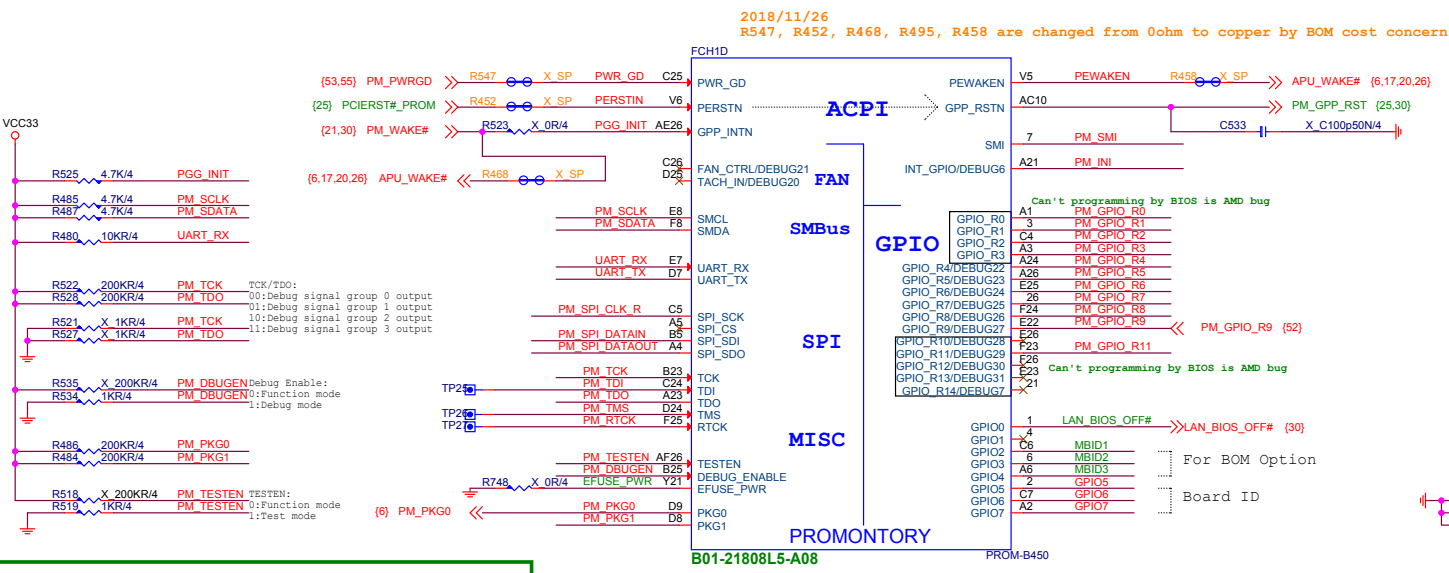 2018/11/26
R547, R452, R468, R495, R458 are changed from 0ohm to copper by BOM cost concern
FCH1D
{53,55} PM_PWRGD R547 X_SP PWR_GD C25 PWR_GD
{25} PCIERST#_PROM R452 X_SP PERSTIN V6 PERSTN
{21,30} PM_WAKE# R523 X_0R/4 PGG_INIT AE26 GPP_INTN
{6,17,20,26} APU_WAKE# R468 X_SP
C26 FAN_CTRL/DEBUG21
D25 TACH_IN/DEBUG20
PM_SCLK E8 SMCL
PM_SDATA F8 SMDA
UART_RX E7 UART_RX
UART_TX D7 UART_TX
PM_SPI_CLK_R C5 SPI_SCK
A5 SPI_CS
PM_SPI_DATAIN B5 SPI_SDI
PM_SPI_DATAOUT A4 SPI_SDO
PM_TCK B23 TCK
TP25 PM_TDI C24 TDI
PM_TDO A23 TDO
TP26 PM_TMS D24 TMS
TP27 PM_RTCK F25 RTCK
PM_TESTEN AF26 TESTEN
PM_DBUGEN B25 DEBUG_ENABLE
R748 X_0R/4 EFUSE_PWR Y21 EFUSE_PWR
{6} PM_PKG0 PM_PKG0 D9 PKG0
PM_PKG1 D8 PKG1
ACPI
FAN
SMBus
GPIO
SPI
MISC
PROMONTORY
B01-21808L5-A08
PROM-B450
PEWAKEN V5 PEWAKEN R458 X_SP APU_WAKE# {6,17,20,26}
GPP_RSTN AC10 PM_GPP_RST {25,30}
C533 X_C100p50N/4
SMI 7 PM_SMI
INT_GPIO/DEBUG6 A21 PM_INI
Can't programming by BIOS is AMD bug
GPIO_R0 A1 PM_GPIO_R0
GPIO_R1 3 PM_GPIO_R1
GPIO_R2 C4 PM_GPIO_R2
GPIO_R3 A3 PM_GPIO_R3
GPIO_R4/DEBUG22 A24 PM_GPIO_R4
GPIO_R5/DEBUG23 A26 PM_GPIO_R5
GPIO_R6/DEBUG24 E25 PM_GPIO_R6
GPIO_R7/DEBUG25 26 PM_GPIO_R7
GPIO_R8/DEBUG26 F24 PM_GPIO_R8
GPIO_R9/DEBUG27 E22 PM_GPIO_R9 PM_GPIO_R9 {52}
GPIO_R10/DEBUG28 E26
GPIO_R11/DEBUG29 F23 PM_GPIO_R11
GPIO_R12/DEBUG30 F26
GPIO_R13/DEBUG31 E23
GPIO_R14/DEBUG7 21
Can't programming by BIOS is AMD bug
GPIO0 1 LAN_BIOS_OFF# LAN_BIOS_OFF# {30}
GPIO1 4
GPIO2 C6 MBID1
GPIO3 6 MBID2
GPIO4 A6 MBID3
GPIO5 2 GPIO5
GPIO6 C7 GPIO6
GPIO7 A2 GPIO7
For BOM Option
Board ID
VCC33
R525 4.7K/4 PGG_INIT
R485 4.7K/4 PM_SCLK
R487 4.7K/4 PM_SDATA
R480 10KR/4 UART_RX
R522 200KR/4 PM_TCK
R528 200KR/4 PM_TDO
R521 X_1KR/4 PM_TCK
R527 X_1KR/4 PM_TDO
TCK/TDO:
00:Debug signal group 0 output
01:Debug signal group 1 output
10:Debug signal group 2 output
11:Debug signal group 3 output
R535 X_200KR/4 PM_DBUGEN
R534 1KR/4 PM_DBUGEN
Debug Enable:
0:Function mode
1:Debug mode
R486 200KR/4 PM_PKG0
R484 200KR/4 PM_PKG1
R518 X_200KR/4 PM_TESTEN
R519 1KR/4 PM_TESTEN
TESTEN:
0:Function mode
1:Test mode